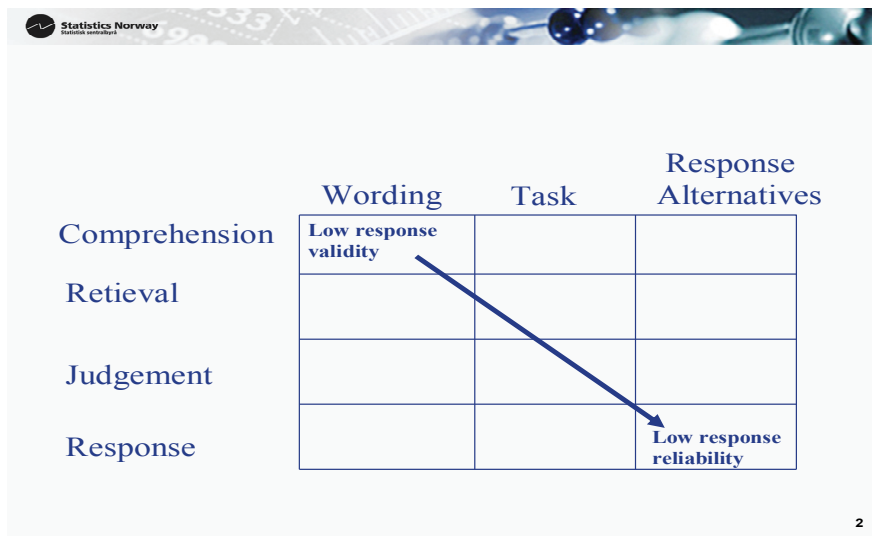 Statistics Norway
Statistisk sentralbyrå
Response
Wording Task Alternatives
Comprehension
Low response
validity
Retieval
Judgement
Response
Low response
reliability
2